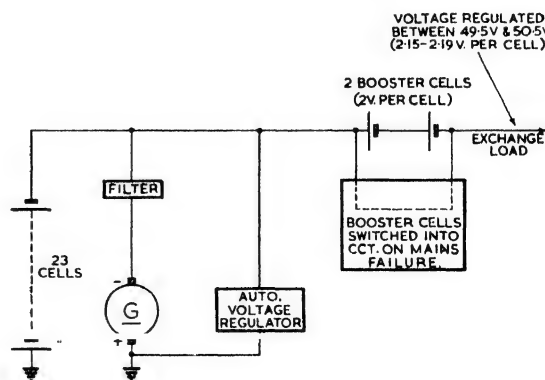 VOLTAGE REGULATED
BETWEEN 49·5V & 50·5V
(2·15–2·19V. PER CELL)
2 BOOSTER CELLS
(2V. PER CELL)
EXCHANGE
LOAD
FILTER
BOOSTER CELLS
SWITCHED INTO
CCT. ON MAINS
FAILURE.
23
CELLS
-
G
+
AUTO.
VOLTAGE
REGULATOR